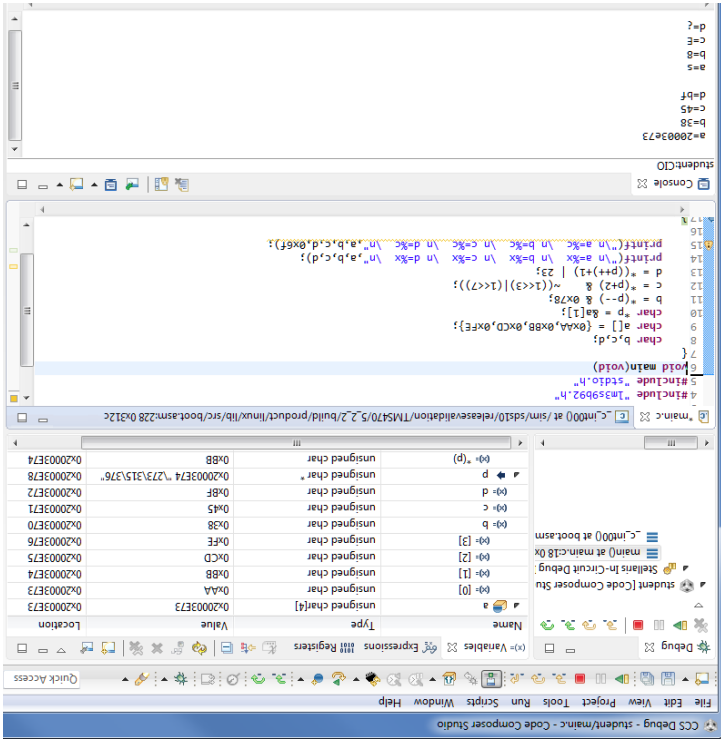 CCS Debug - student/main.c - Code Composer Studio
File Edit View Project Tools Run Scripts Window Help
Quick Access
Debug
student [Code Composer Stu
Stellaris In-Circuit Debug
main() at main.c:18 0x
_c_int00() at boot.asm
(x)= Variables Expressions Registers
Name Type Value Location
a unsigned char[4] 0x20003E73 0x20003E73
(x)= [0] unsigned char 0xAA 0x20003E73
(x)= [1] unsigned char 0xBB 0x20003E74
(x)= [2] unsigned char 0xCD 0x20003E75
(x)= [3] unsigned char 0xFE 0x20003E76
(x)= b unsigned char 0x38 0x20003E70
(x)= c unsigned char 0x45 0x20003E71
(x)= d unsigned char 0xBF 0x20003E72
p unsigned char * 0x20003E74 "\273\315\376" 0x20003E78
(x)= *(p) unsigned char 0xBB 0x20003E74
*main.c _c_int00() at /sim/sds10/releasevalidation/TMS470/5_2_2/build/product/linux/lib/src/boot.asm:228 0x312c
4 #include "lm3s9b92.h"
5 #include "stdio.h"
6 void main(void)
7 {
8 char b,c,d;
9 char a[] = {0xAA,0xBB,0xCD,0xFE};
10 char *p = &a[1];
11 b = *(p--) & 0x78;
12 c = *(p+2) & ~((1<<3)|(1<<7));
13 d = *((p++)+1) | 23;
14 printf("\n a=%x \n b=%x \n c=%x \n d=%x \n",a,b,c,d);
15 printf("\n a=%c \n b=%c \n c=%c \n d=%c \n",a,b,c,d,0x6f);
16
17 }
Console
student:CIO
a=20003e73
b=38
c=45
d=bf
a=s
b=8
c=E
d=¿